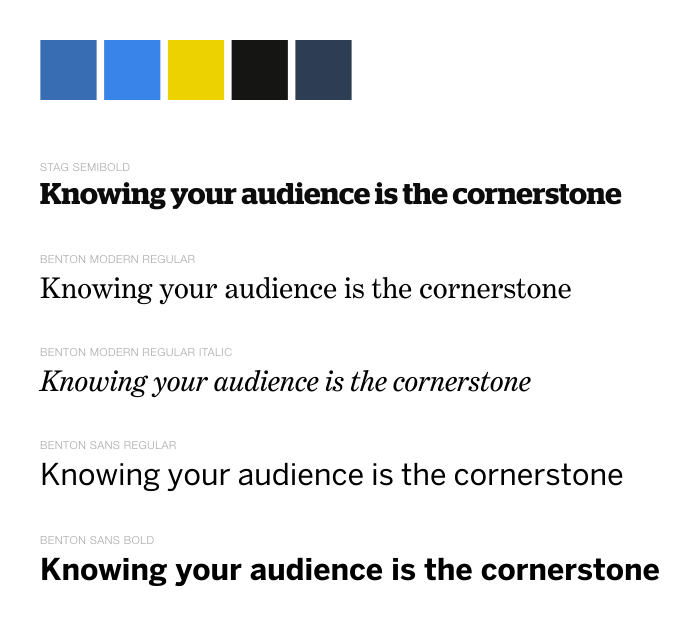 STAG SEMIBOLD
Knowing your audience is the cornerstone
BENTON MODERN REGULAR
Knowing your audience is the cornerstone
BENTON MODERN REGULAR ITALIC
Knowing your audience is the cornerstone
BENTON SANS REGULAR
Knowing your audience is the cornerstone
BENTON SANS BOLD
Knowing your audience is the cornerstone